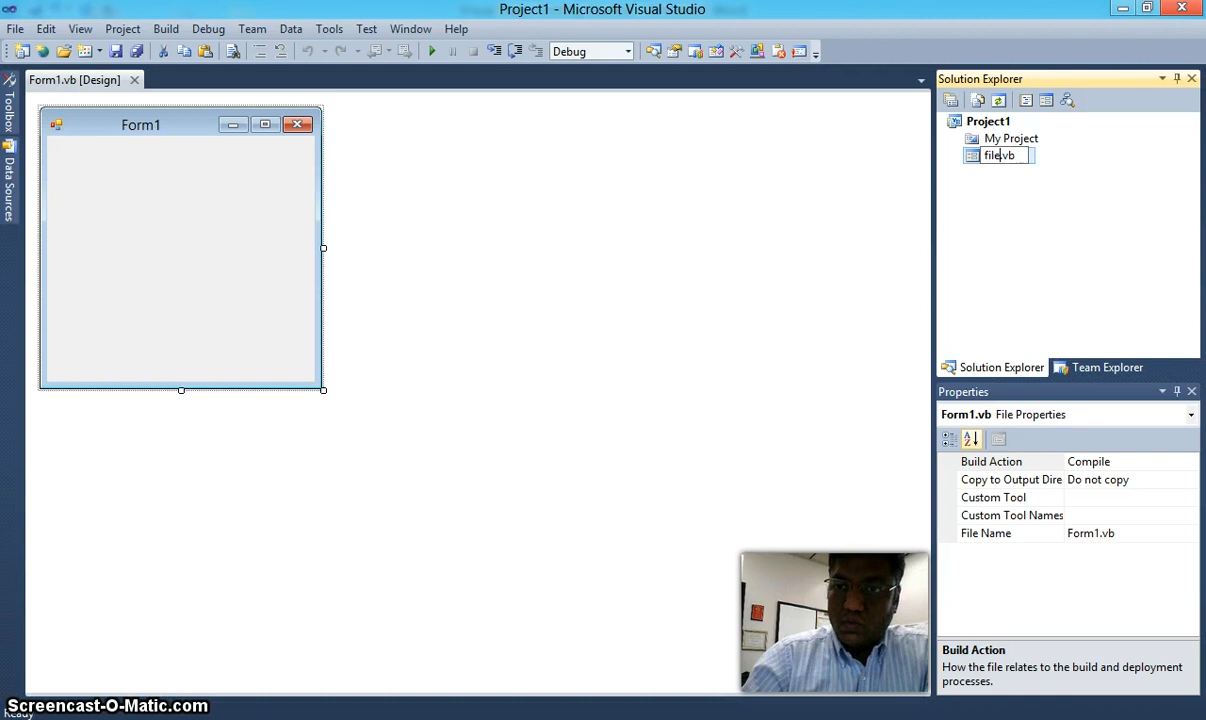 Project1 - Microsoft Visual Studio
File Edit View Project Build Debug Team Data Tools Test Window Help
Debug
Form1.vb [Design]
Solution Explorer
Toolbox
Data Sources
Form1
Project1
My Project
file.vb
Solution Explorer
Team Explorer
Properties
Form1.vb File Properties
Build Action Compile
Copy to Output Dire Do not copy
Custom Tool
Custom Tool Names
File Name Form1.vb
Build Action
How the file relates to the build and deployment
processes.
Screencast-O-Matic.com